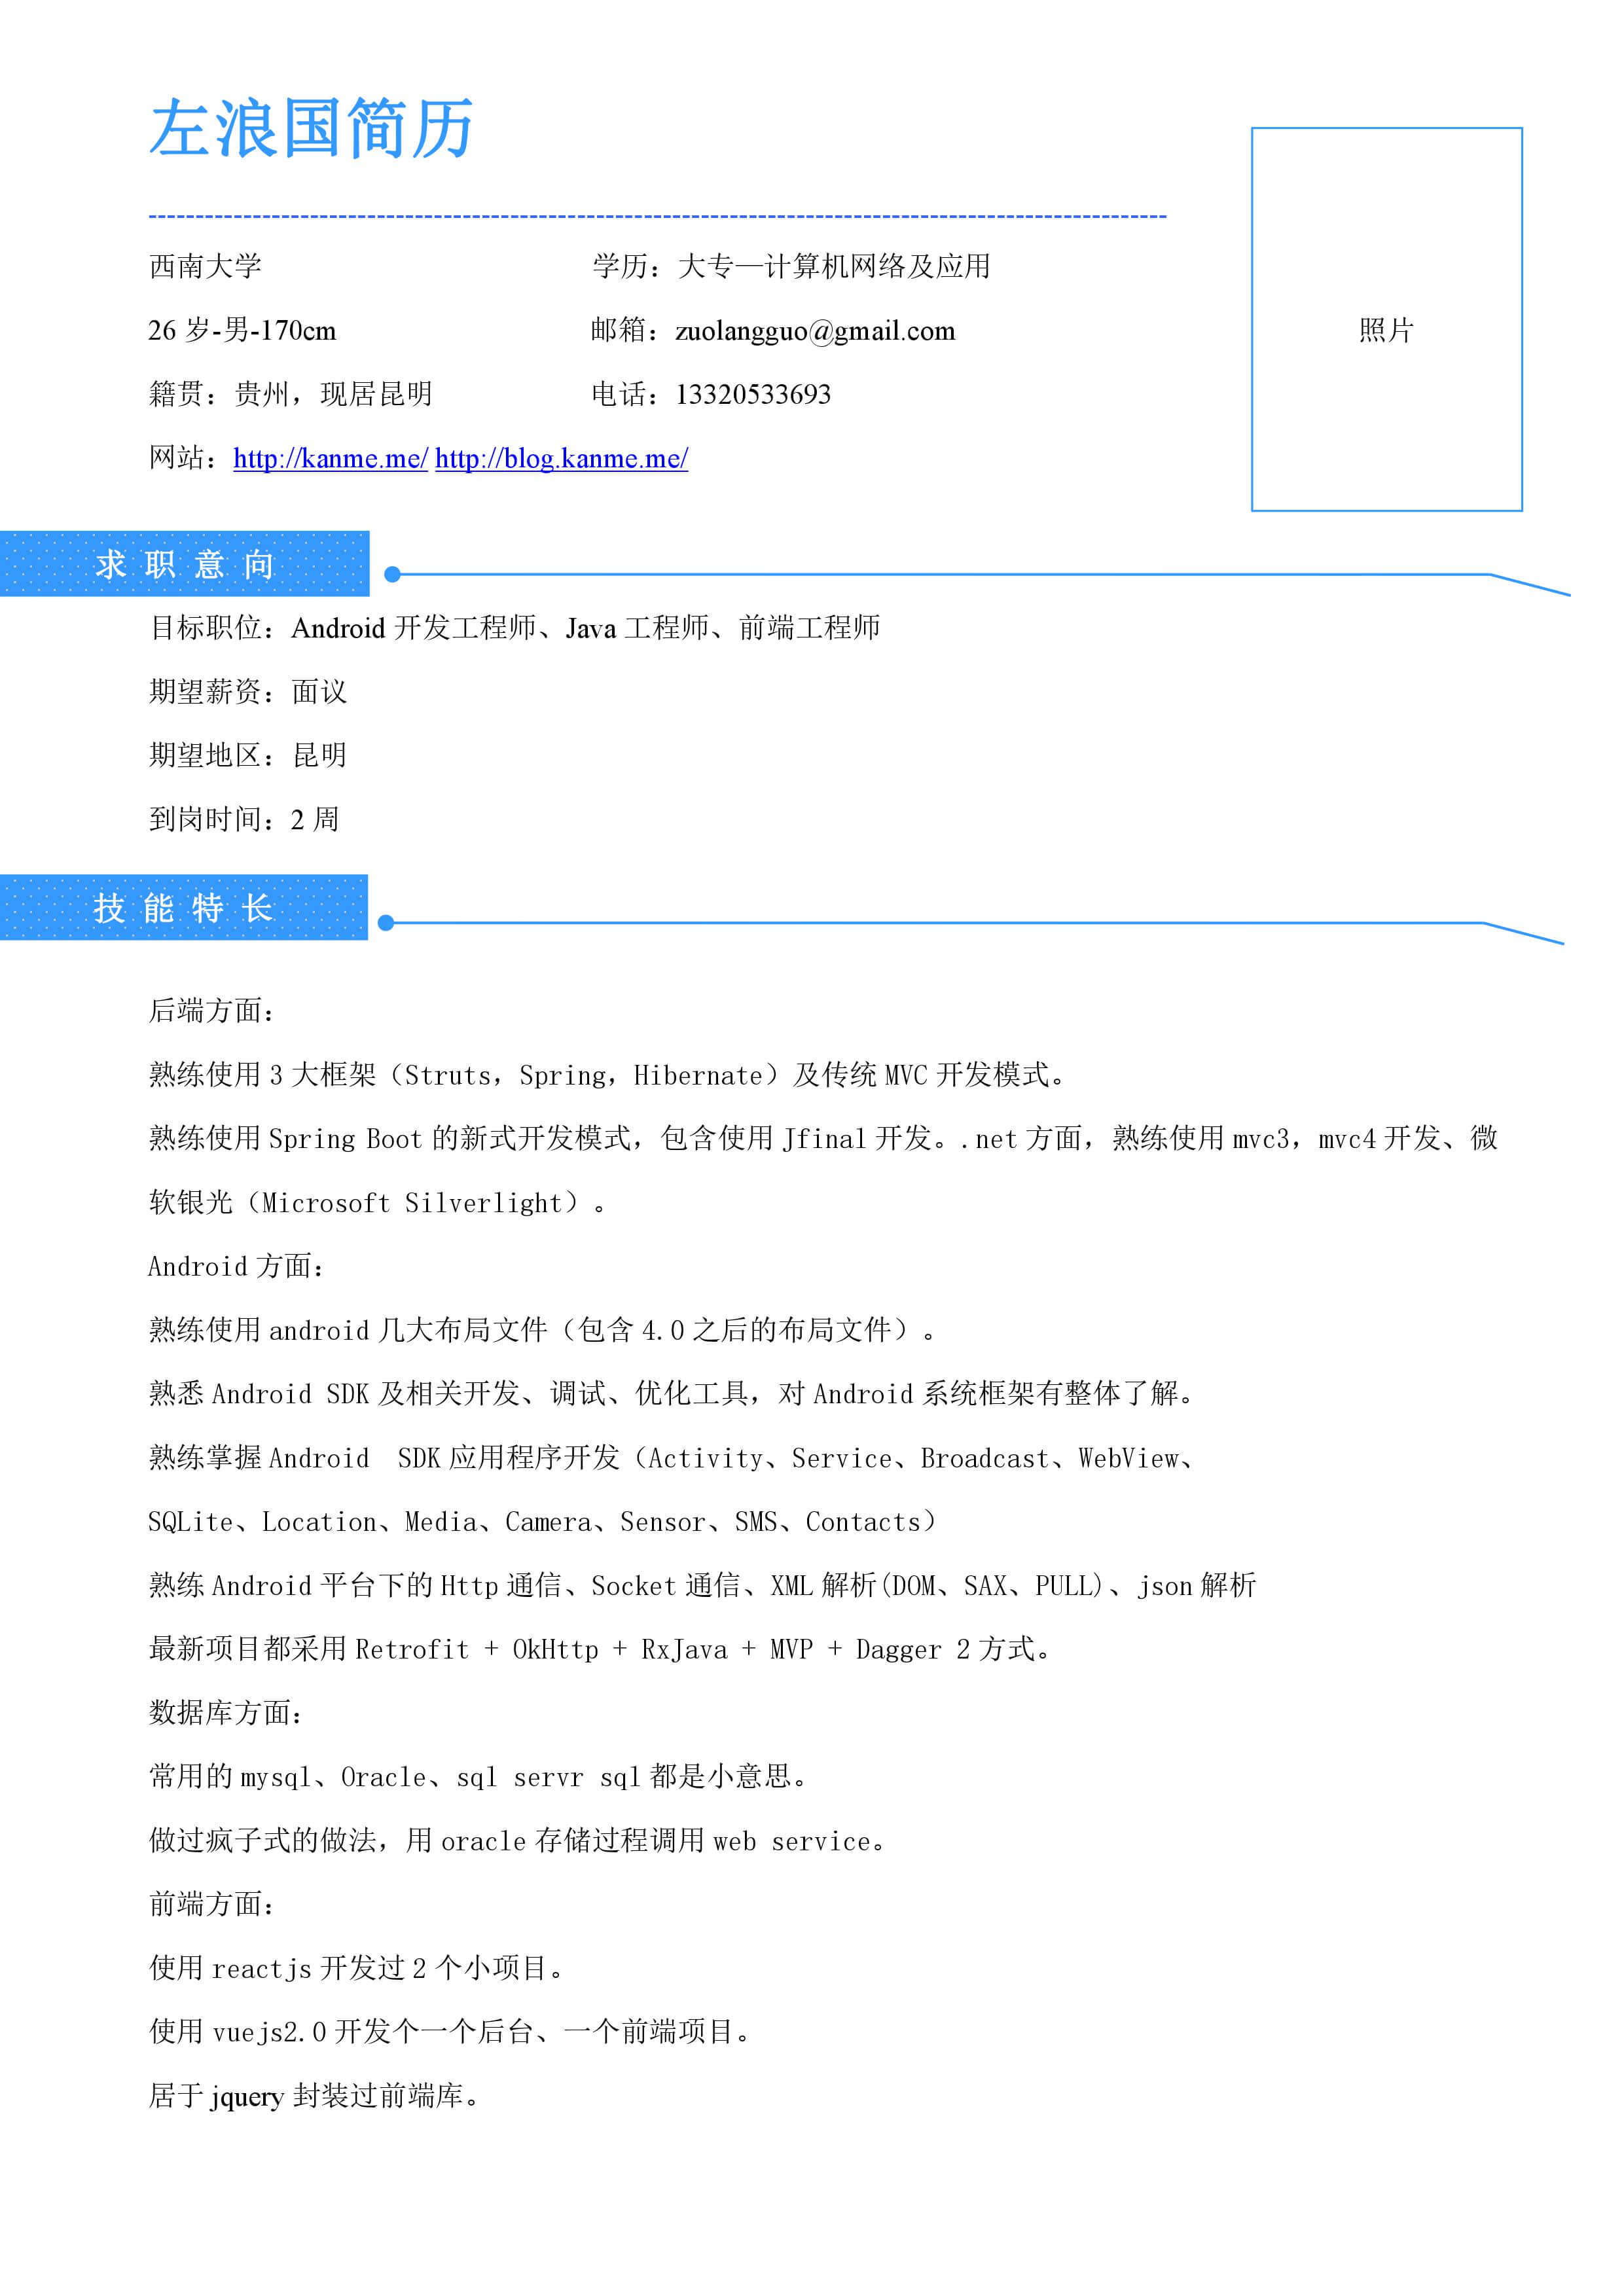 左浪国简历
西南大学 学历：大专—计算机网络及应用
26 岁-男-170cm 邮箱：zuolangguo@gmail.com
籍贯：贵州，现居昆明 电话：13320533693
网站：http://kanme.me/ http://blog.kanme.me/
照片
求职意向
目标职位：Android 开发工程师、Java 工程师、前端工程师
期望薪资：面议
期望地区：昆明
到岗时间：2 周
技能特长
后端方面：
熟练使用 3 大框架（Struts，Spring，Hibernate）及传统 MVC 开发模式。
熟练使用 Spring Boot 的新式开发模式，包含使用 Jfinal 开发。.net 方面，熟练使用 mvc3，mvc4 开发、微
软银光（Microsoft Silverlight）。
Android 方面：
熟练使用 android 几大布局文件（包含 4.0 之后的布局文件）。
熟悉 Android SDK 及相关开发、调试、优化工具，对 Android 系统框架有整体了解。
熟练掌握 Android  SDK 应用程序开发（Activity、Service、Broadcast、WebView、
SQLite、Location、Media、Camera、Sensor、SMS、Contacts）
熟练 Android 平台下的 Http 通信、Socket 通信、XML 解析(DOM、SAX、PULL)、json 解析
最新项目都采用 Retrofit + OkHttp + RxJava + MVP + Dagger 2 方式。
数据库方面：
常用的 mysql、Oracle、sql servr sql 都是小意思。
做过疯子式的做法，用 oracle 存储过程调用 web service。
前端方面：
使用 reactjs 开发过 2 个小项目。
使用 vuejs2.0 开发个一个后台、一个前端项目。
居于 jquery 封装过前端库。